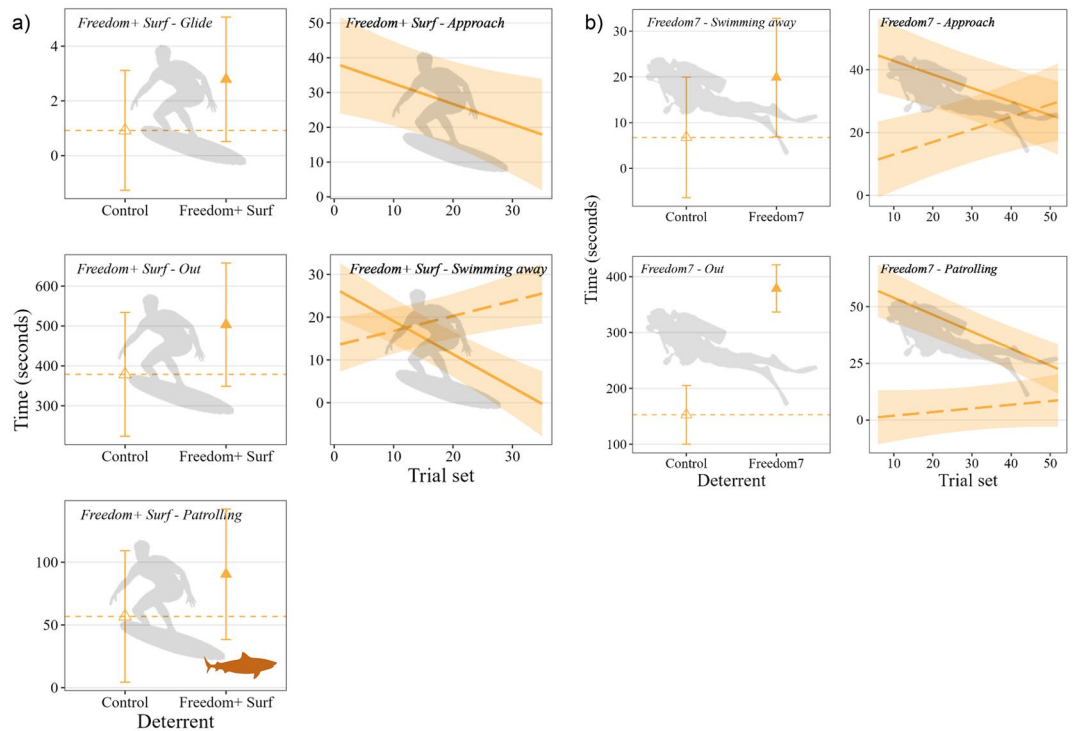 a)
Freedom+ Surf - Glide
4
2
0
Control Freedom+ Surf
Freedom+ Surf - Approach
50
40
30
20
10
0
0 10 20 30
Time (seconds)
Freedom+ Surf - Out
600
500
400
300
Control Freedom+ Surf
Freedom+ Surf - Swimming away
30
20
10
0
0 10 20 30
Trial set
Freedom+ Surf - Patrolling
100
50
0
Control Freedom+ Surf
Deterrent
b)
Time (seconds)
Freedom7 - Swimming away
30
20
10
0
Control Freedom7
Freedom7 - Approach
40
20
0
10 20 30 40 50
Freedom7 - Out
400
300
200
100
Control Freedom7
Deterrent
Freedom7 - Patrolling
50
25
0
10 20 30 40 50
Trial set